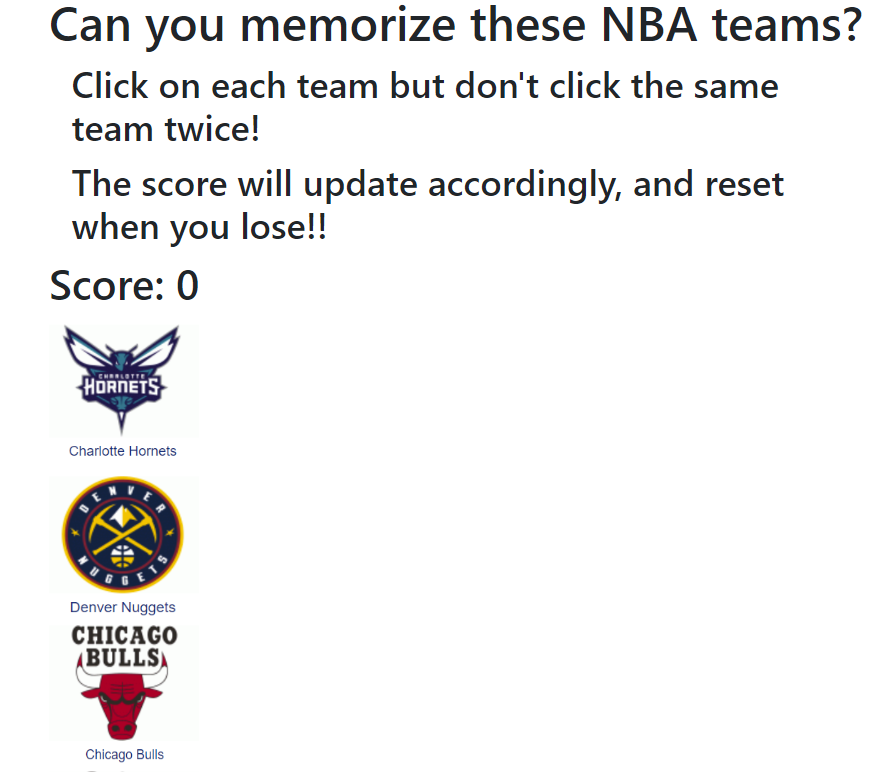 Can you memorize these NBA teams?
Click on each team but don't click the same
team twice!
The score will update accordingly, and reset
when you lose!!
Score: 0
CHARLOTTE
HORNETS
Charlotte Hornets
DENVER
NUGGETS
Denver Nuggets
CHICAGO
BULLS
Chicago Bulls